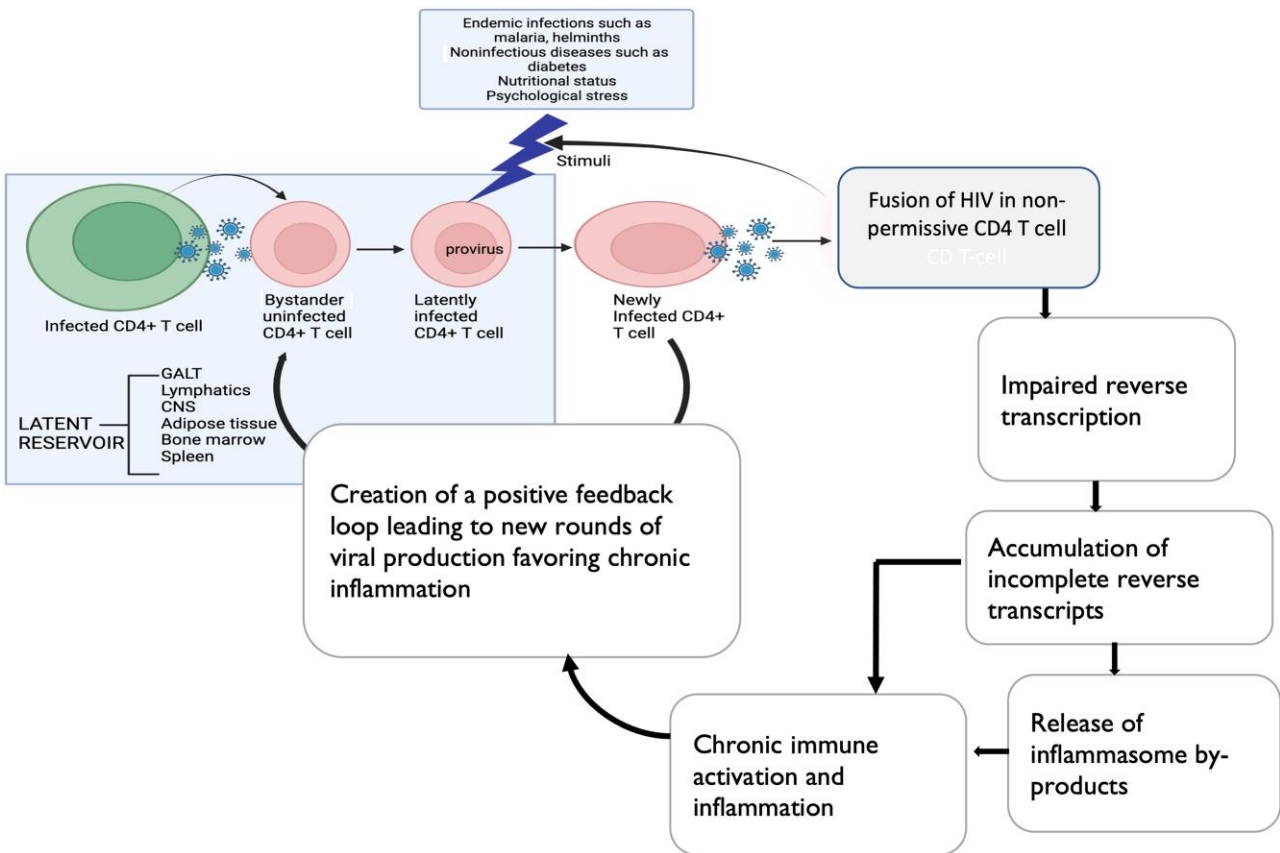 Endemic infections such as
malaria, helminths
Noninfectious diseases such as
diabetes
Nutritional status
Psychological stress
Stimuli
Fusion of HIV in non-
permissive CD4 T cell
CD T-cell
provirus
Infected CD4+ T cell
Bystander
uninfected
CD4+ T cell
Latently
infected
CD4+ T cell
Newly
Infected CD4+
T cell
LATENT
RESERVOIR
GALT
Lymphatics
CNS
Adipose tissue
Bone marrow
Spleen
Impaired reverse
transcription
Creation of a positive feedback
loop leading to new rounds of
viral production favoring chronic
inflammation
Accumulation of
incomplete reverse
transcripts
Release of
inflammasome by-
products
Chronic immune
activation and
inflammation